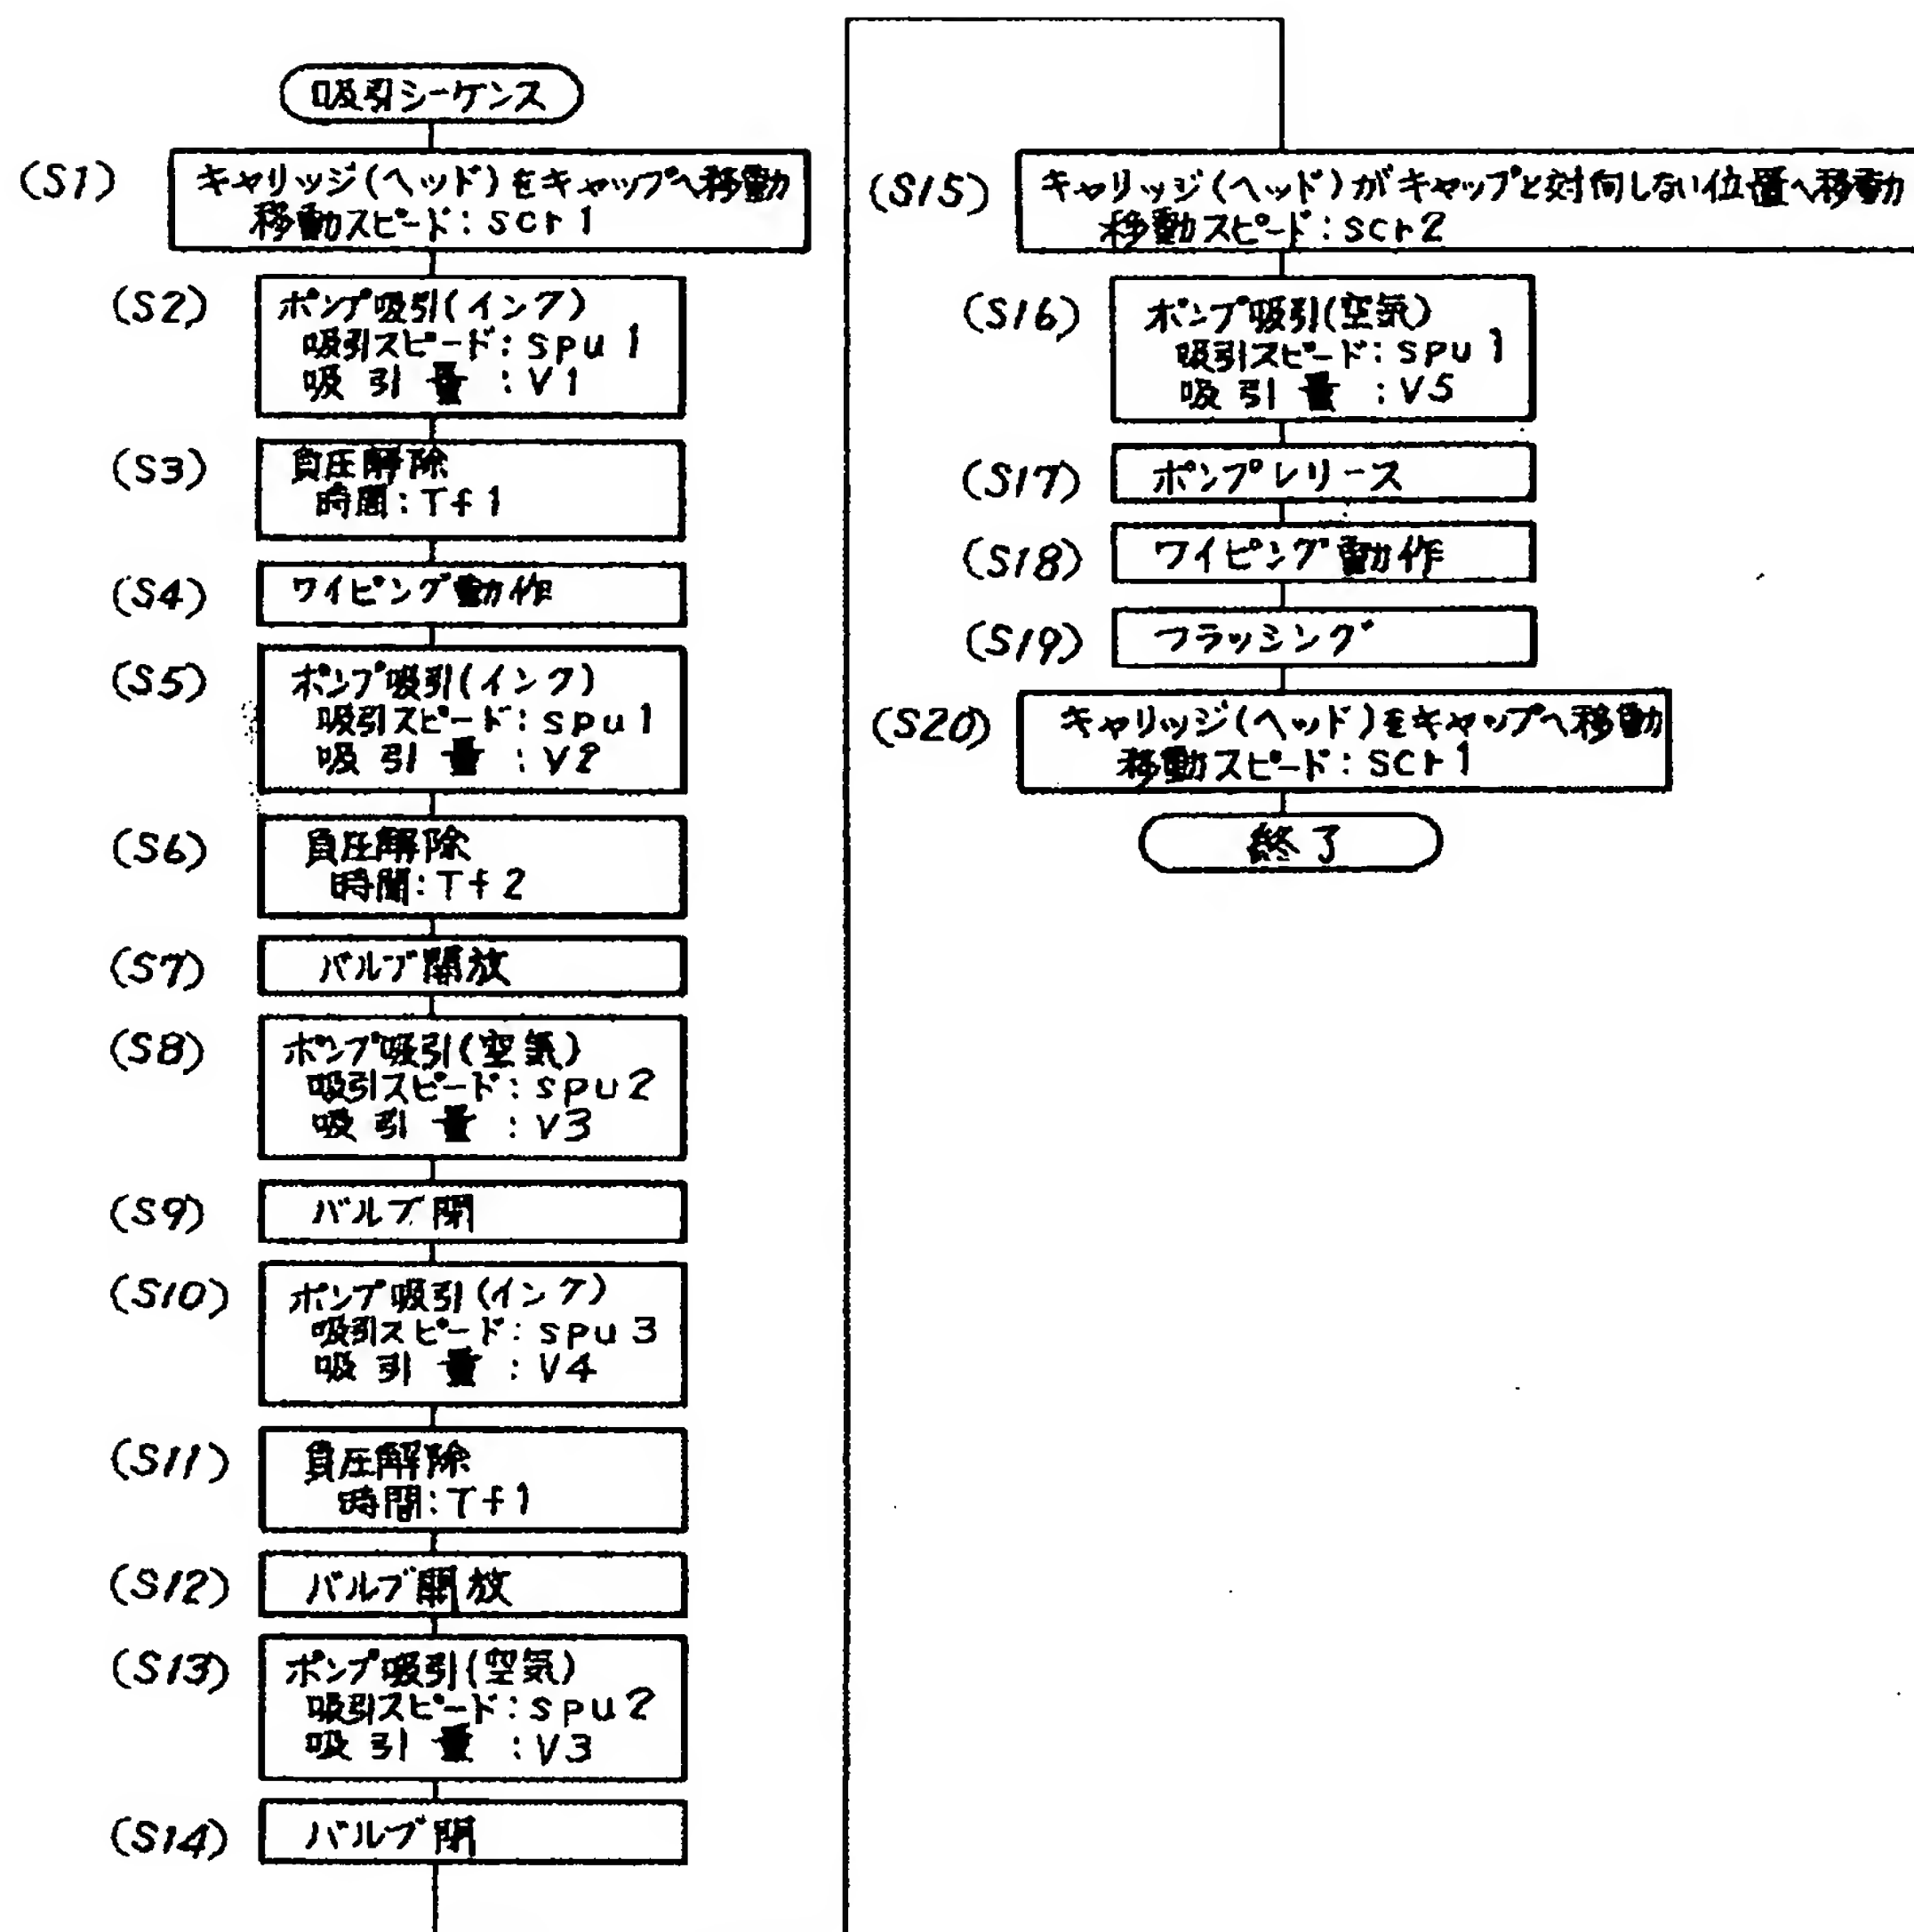 吸引シーケンス
(S1)
キャリッジ(ヘッド)をキャップへ移動
移動スピード:scr1
(S2)
ポンプ吸引(インク)
吸引スピード:spu1
吸引量:V1
(S3)
負圧解除
時間:Tf1
(S4)
ワイピング動作
(S5)
ポンプ吸引(インク)
吸引スピード:spu1
吸引量:V2
(S6)
負圧解除
時間:Tf2
(S7)
バルブ開放
(S8)
ポンプ吸引(空気)
吸引スピード:spu2
吸引量:V3
(S9)
バルブ閉
(S10)
ポンプ吸引(インク)
吸引スピード:spu3
吸引量:V4
(S11)
負圧解除
時間:Tf1
(S12)
バルブ開放
(S13)
ポンプ吸引(空気)
吸引スピード:spu2
吸引量:V3
(S14)
バルブ閉
(S15)
キャリッジ(ヘッド)がキャップと対向しない位置へ移動
移動スピード:scr2
(S16)
ポンプ吸引(空気)
吸引スピード:spu1
吸引量:V5
(S17)
ポンプレリース
(S18)
ワイピング動作
(S19)
フラッシング
(S20)
キャリッジ(ヘッド)をキャップへ移動
移動スピード:scr1
終了